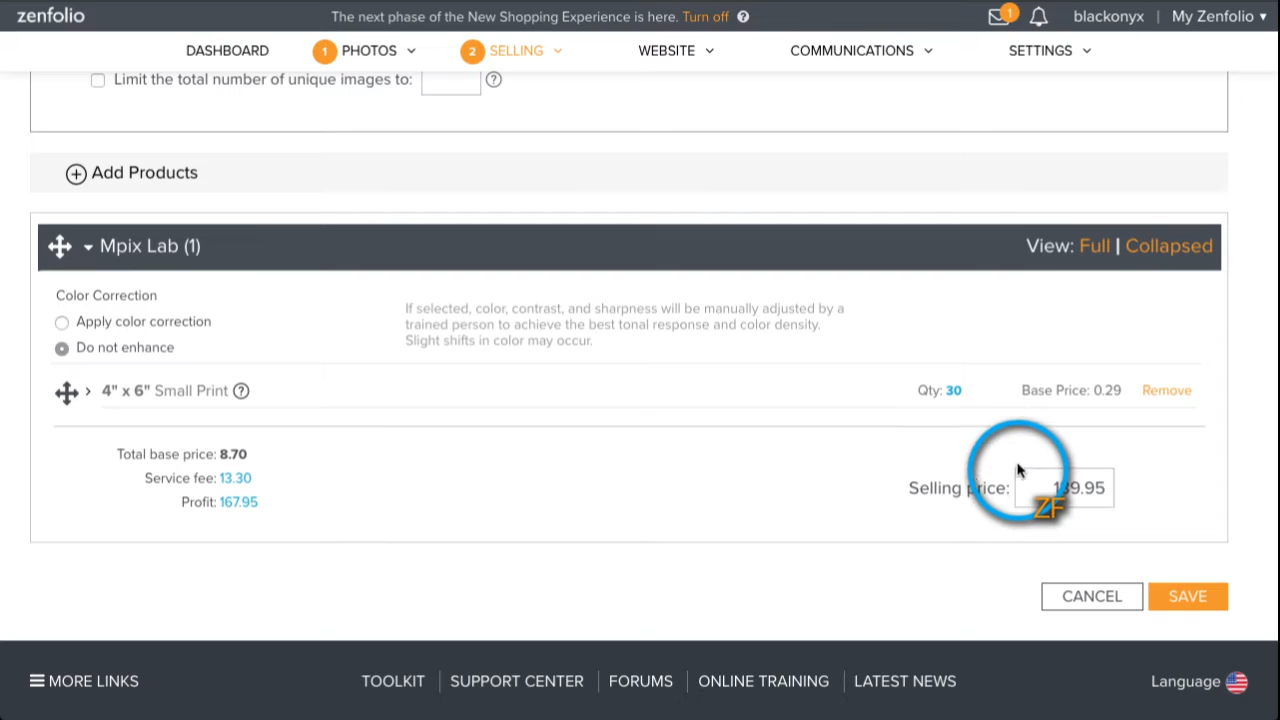 zenfolio
The next phase of the New Shopping Experience is here. Turn off ?
1
blackonyx | My Zenfolio ▾
DASHBOARD
1 PHOTOS
2 SELLING
WEBSITE
COMMUNICATIONS
SETTINGS
Limit the total number of unique images to: ?
Add Products
Mpix Lab (1)
View: Full | Collapsed
Color Correction
Apply color correction
Do not enhance
If selected, color, contrast, and sharpness will be manually adjusted by a
trained person to achieve the best tonal response and color density.
Slight shifts in color may occur.
4" x 6" Small Print ?
Qty: 30
Base Price: 0.29
Remove
Total base price: 8.70
Service fee: 13.30
Profit: 167.95
Selling price:
ZF
CANCEL
SAVE
MORE LINKS
TOOLKIT
SUPPORT CENTER
FORUMS
ONLINE TRAINING
LATEST NEWS
Language